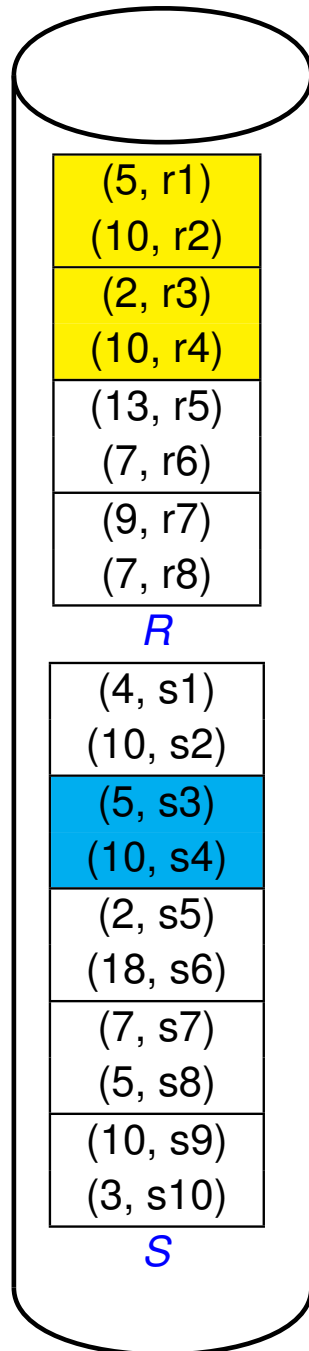 (5, r1)
(10, r2)
(2, r3)
(10, r4)
(13, r5)
(7, r6)
(9, r7)
(7, r8)
R
(4, s1)
(10, s2)
(5, s3)
(10, s4)
(2, s5)
(18, s6)
(7, s7)
(5, s8)
(10, s9)
(3, s10)
S